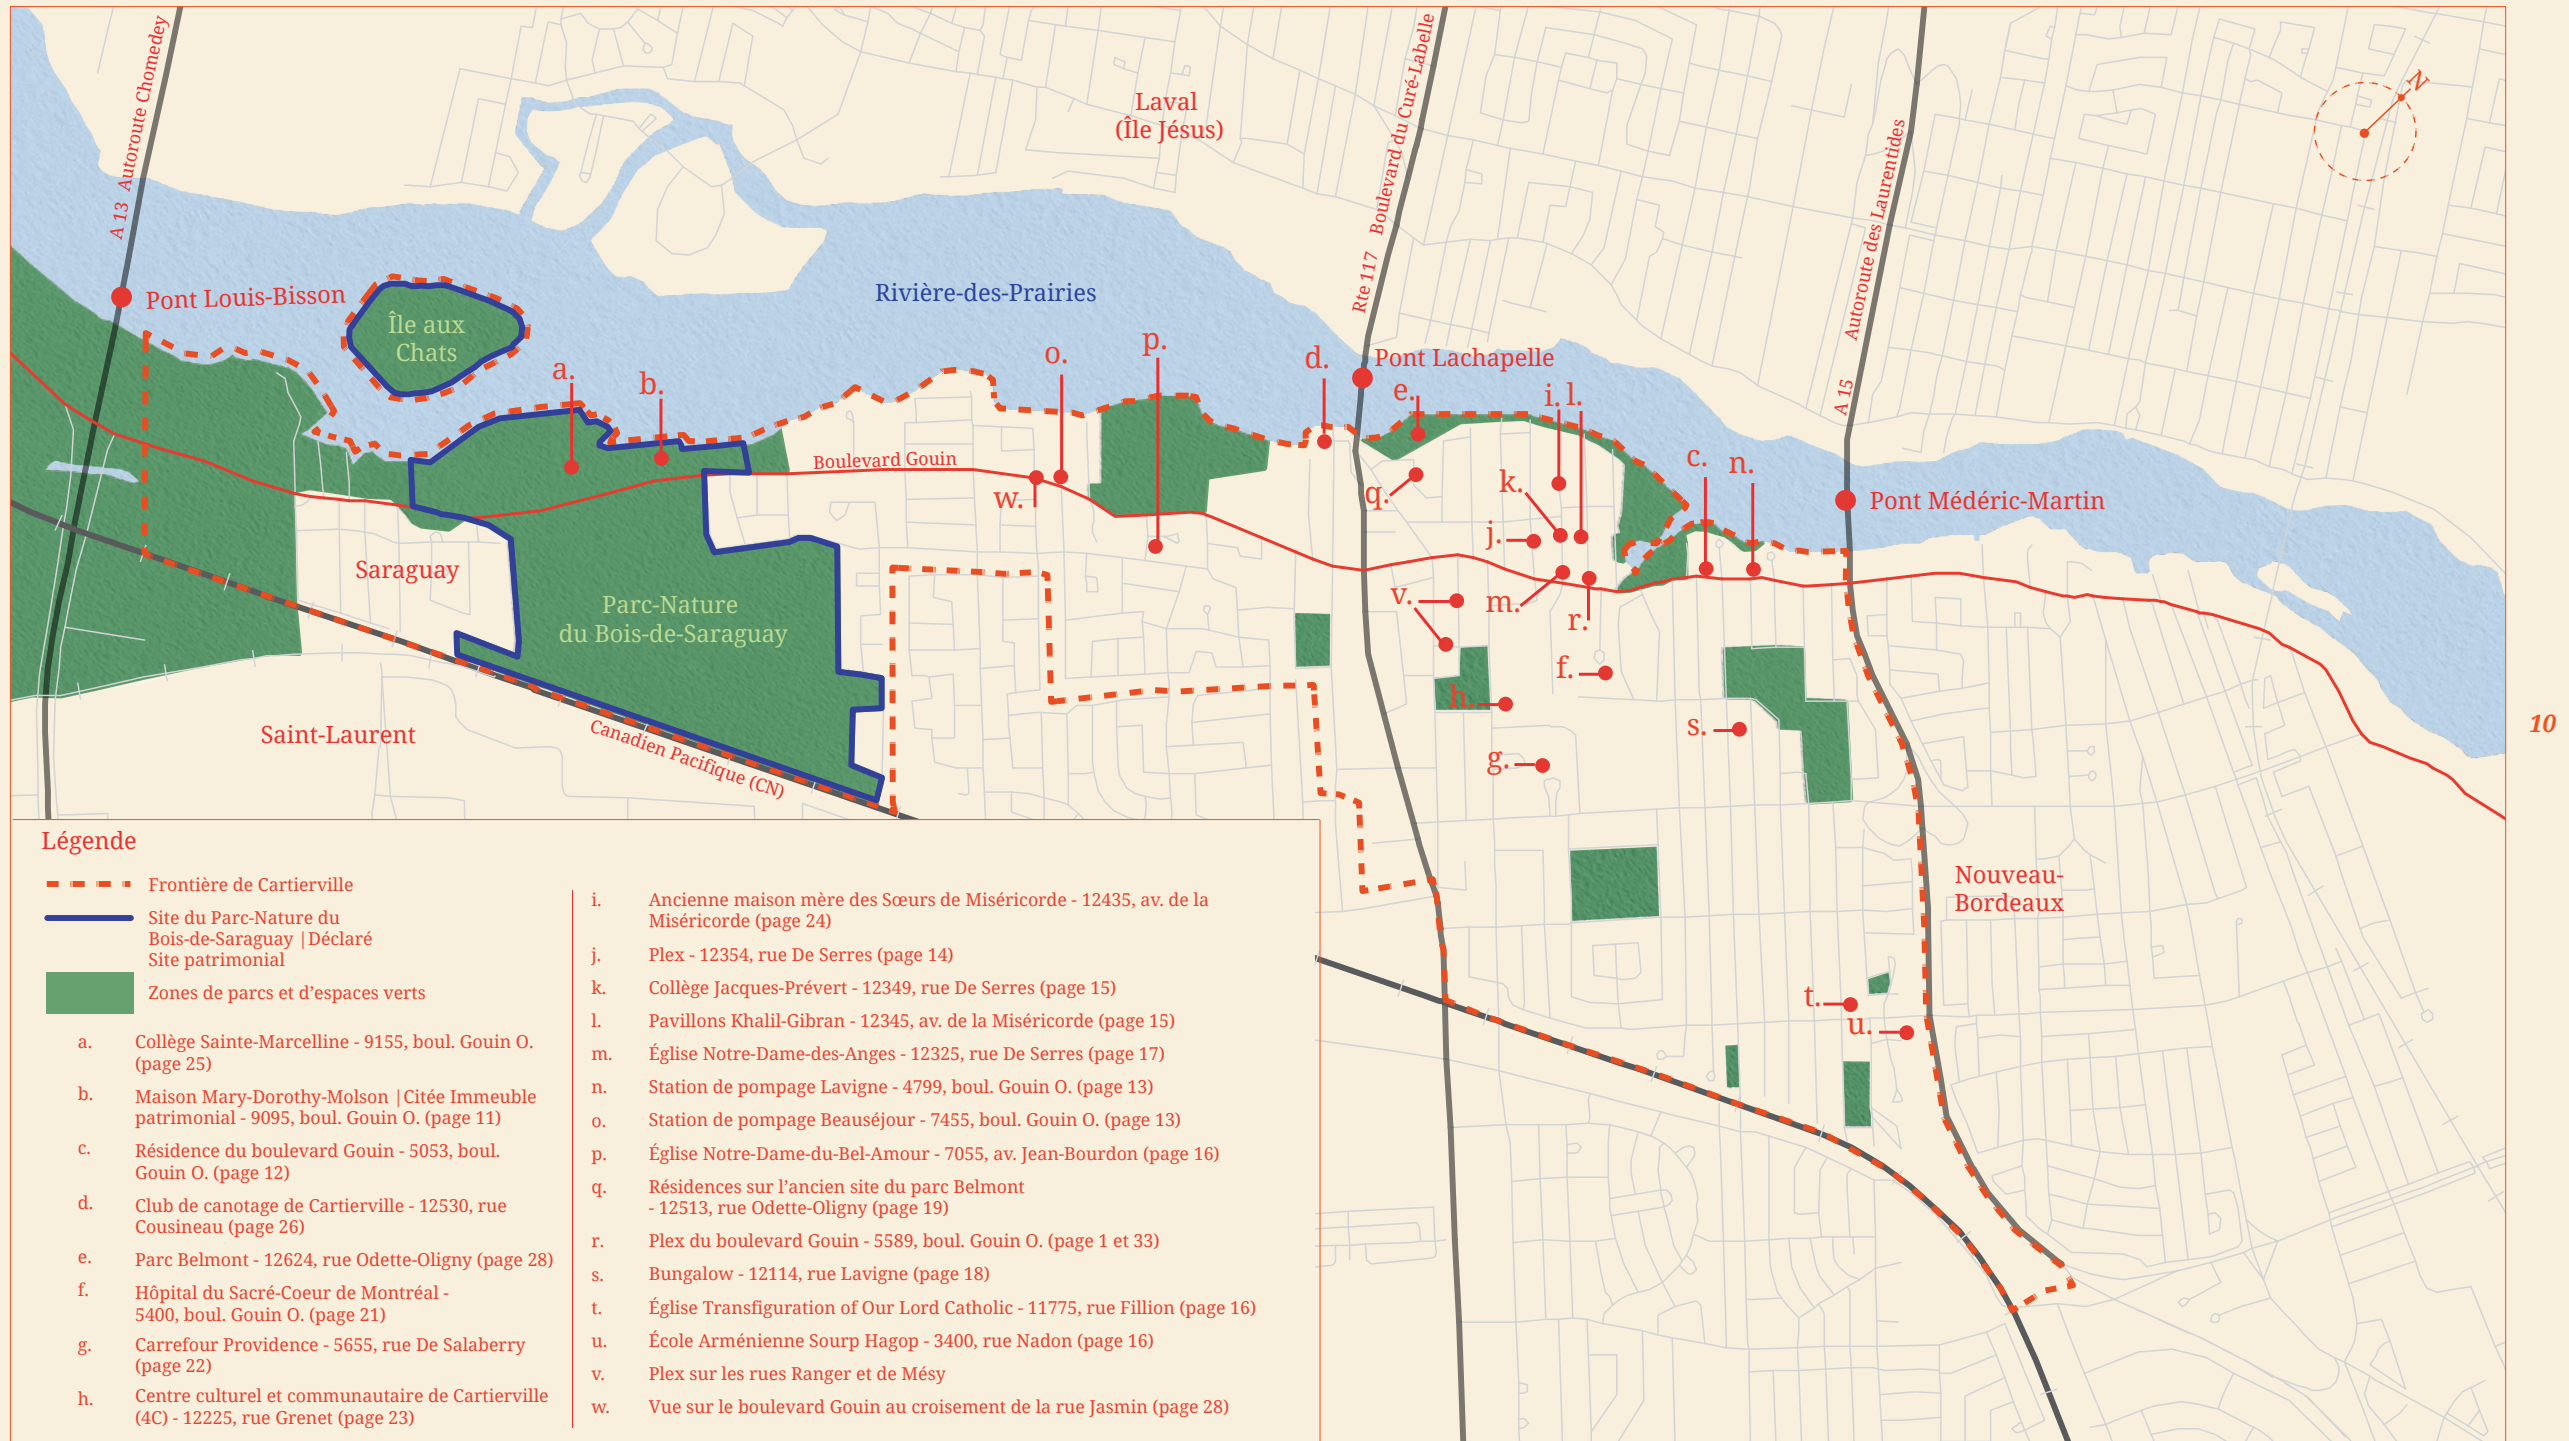 A 13 Autoroute Chomedey
Laval
(Île Jésus)
Rte 117 Boulevard du Curé-Labelle
A 15 Autoroute des Laurentides
N
Pont Louis-Bisson
Île aux
Chats
Rivière-des-Prairies
a.
b.
o.
p.
d.
Pont Lachapelle
e.
i.
l.
c.
n.
Boulevard Gouin
w.
q.
k.
j.
Pont Médéric-Martin
Saraguay
Parc-Nature
du Bois-de-Saraguay
v.
m.
r.
f.
h.
s.
g.
Saint-Laurent
Canadien Pacifique (CN)
10
Nouveau-
Bordeaux
t.
u.
Légende
Frontière de Cartierville
Site du Parc-Nature du
Bois-de-Saraguay |Déclaré
Site patrimonial
Zones de parcs et d’espaces verts
a. Collège Sainte-Marcelline - 9155, boul. Gouin O.
(page 25)
b. Maison Mary-Dorothy-Molson |Citée Immeuble
patrimonial - 9095, boul. Gouin O. (page 11)
c. Résidence du boulevard Gouin - 5053, boul.
Gouin O. (page 12)
d. Club de canotage de Cartierville - 12530, rue
Cousineau (page 26)
e. Parc Belmont - 12624, rue Odette-Oligny (page 28)
f. Hôpital du Sacré-Coeur de Montréal -
5400, boul. Gouin O. (page 21)
g. Carrefour Providence - 5655, rue De Salaberry
(page 22)
h. Centre culturel et communautaire de Cartierville
(4C) - 12225, rue Grenet (page 23)
i. Ancienne maison mère des Sœurs de Miséricorde - 12435, av. de la
Miséricorde (page 24)
j. Plex - 12354, rue De Serres (page 14)
k. Collège Jacques-Prévert - 12349, rue De Serres (page 15)
l. Pavillons Khalil-Gibran - 12345, av. de la Miséricorde (page 15)
m. Église Notre-Dame-des-Anges - 12325, rue De Serres (page 17)
n. Station de pompage Lavigne - 4799, boul. Gouin O. (page 13)
o. Station de pompage Beauséjour - 7455, boul. Gouin O. (page 13)
p. Église Notre-Dame-du-Bel-Amour - 7055, av. Jean-Bourdon (page 16)
q. Résidences sur l’ancien site du parc Belmont
- 12513, rue Odette-Oligny (page 19)
r. Plex du boulevard Gouin - 5589, boul. Gouin O. (page 1 et 33)
s. Bungalow - 12114, rue Lavigne (page 18)
t. Église Transfiguration of Our Lord Catholic - 11775, rue Fillion (page 16)
u. École Arménienne Sourp Hagop - 3400, rue Nadon (page 16)
v. Plex sur les rues Ranger et de Mésy
w. Vue sur le boulevard Gouin au croisement de la rue Jasmin (page 28)